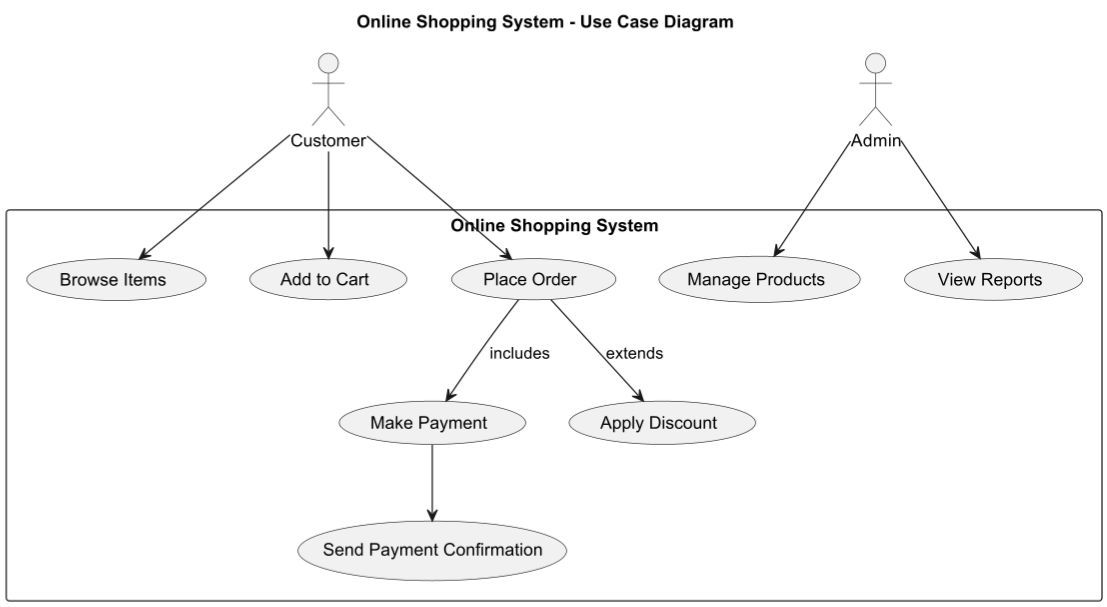 Online Shopping System - Use Case Diagram
Customer
Admin
Online Shopping System
Browse Items
Add to Cart
Place Order
Manage Products
View Reports
includes
extends
Make Payment
Apply Discount
Send Payment Confirmation